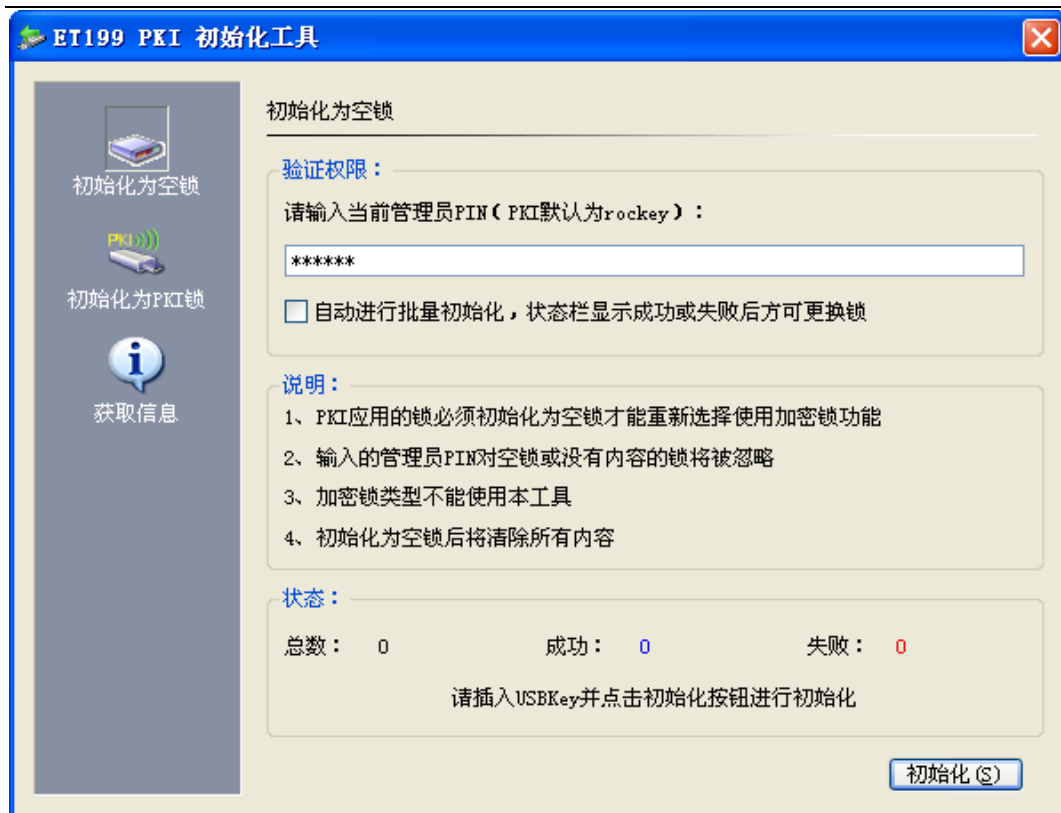 ET199 PKI 初始化工具
初始化为空锁
初始化为PKI锁
获取信息
初始化为空锁
验证权限：
请输入当前管理员PIN（PKI默认为rockey）：
******
自动进行批量初始化，状态栏显示成功或失败后方可更换锁
说明：
1、PKI应用的锁必须初始化为空锁才能重新选择使用加密锁功能
2、输入的管理员PIN对空锁或没有内容的锁将被忽略
3、加密锁类型不能使用本工具
4、初始化为空锁后将清除所有内容
状态：
总数： 0 成功： 0 失败： 0
请插入USBKey并点击初始化按钮进行初始化
初始化(S)